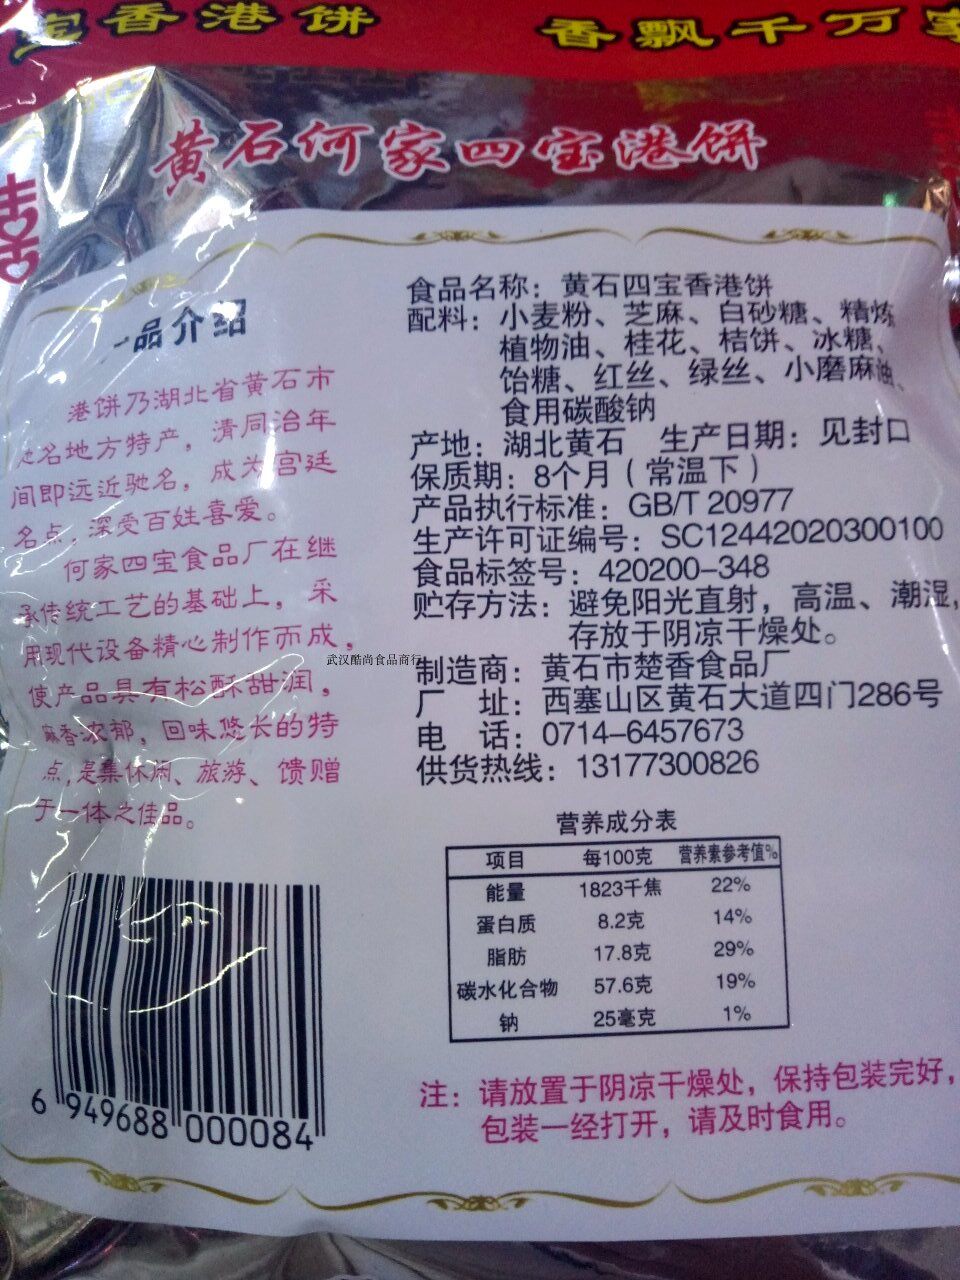 宝香港饼 香飘千万家
黄石何家四宝港饼
囍
品介绍
港饼乃湖北省黄石市
名地方特产，清同治年
间即远近驰名，成为宫廷
名点，深受百姓喜爱。
何家四宝食品厂在继
承传统工艺的基础上，采
用现代设备精心制作而成，
使产品具有松酥甜润，
麻香浓郁，回味悠长的特
点，是集休闲、旅游、馈赠
于一体之佳品。
6 949688 000084
食品名称：黄石四宝香港饼
配料：小麦粉、芝麻、白砂糖、精炼
植物油、桂花、桔饼、冰糖、
饴糖、红丝、绿丝、小磨麻油、
食用碳酸钠
产地：湖北黄石 生产日期：见封口
保质期：8个月（常温下）
产品执行标准：GB/T 20977
生产许可证编号：SC12442020300100
食品标签号：420200-348
贮存方法：避免阳光直射，高温、潮湿，
存放于阴凉干燥处。
武汉酷尚食品商行
制造商：黄石市楚香食品厂
厂 址：西塞山区黄石大道四门286号
电 话：0714-6457673
供货热线：13177300826
营养成分表
项目 每100克 营养素参考值%
能量 1823千焦 22%
蛋白质 8.2克 14%
脂肪 17.8克 29%
碳水化合物 57.6克 19%
钠 25毫克 1%
注：请放置于阴凉干燥处，保持包装完好，
包装一经打开，请及时食用。